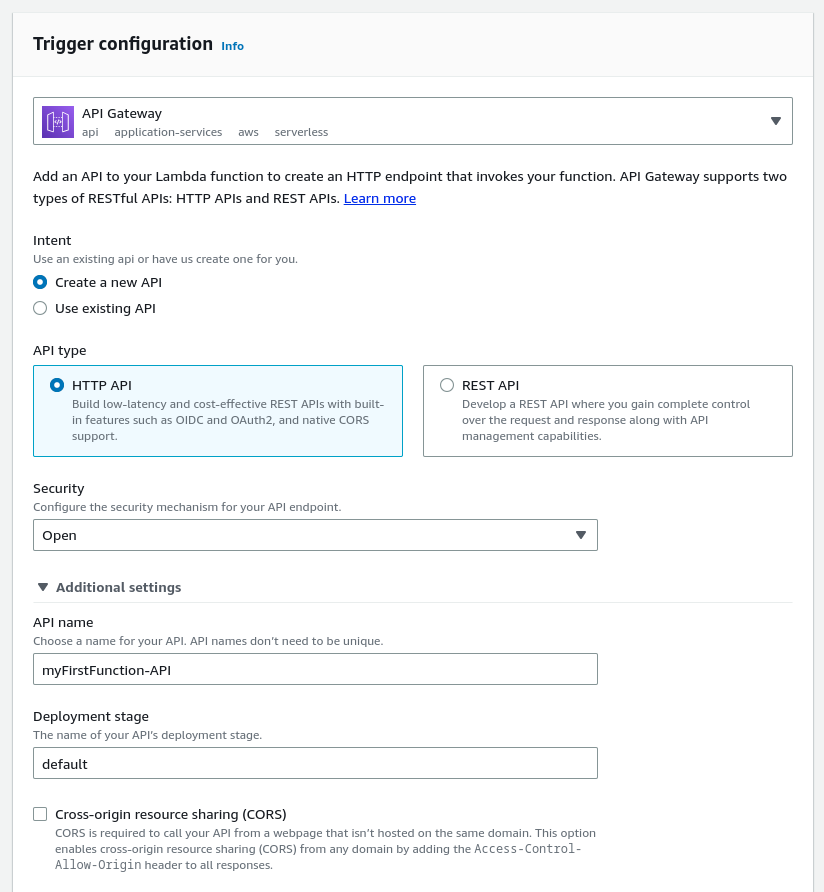 Trigger configuration Info
API Gateway
api application-services aws serverless
Add an API to your Lambda function to create an HTTP endpoint that invokes your function. API Gateway supports two
types of RESTful APIs: HTTP APIs and REST APIs. Learn more
Intent
Use an existing api or have us create one for you.
Create a new API
Use existing API
API type
HTTP API
Build low-latency and cost-effective REST APIs with built-
in features such as OIDC and OAuth2, and native CORS
support.
REST API
Develop a REST API where you gain complete control
over the request and response along with API
management capabilities.
Security
Configure the security mechanism for your API endpoint.
Open
Additional settings
API name
Choose a name for your API. API names don’t need to be unique.
myFirstFunction-API
Deployment stage
The name of your API’s deployment stage.
default
Cross-origin resource sharing (CORS)
CORS is required to call your API from a webpage that isn’t hosted on the same domain. This option
enables cross-origin resource sharing (CORS) from any domain by adding the Access-Control-
Allow-Origin header to all responses.